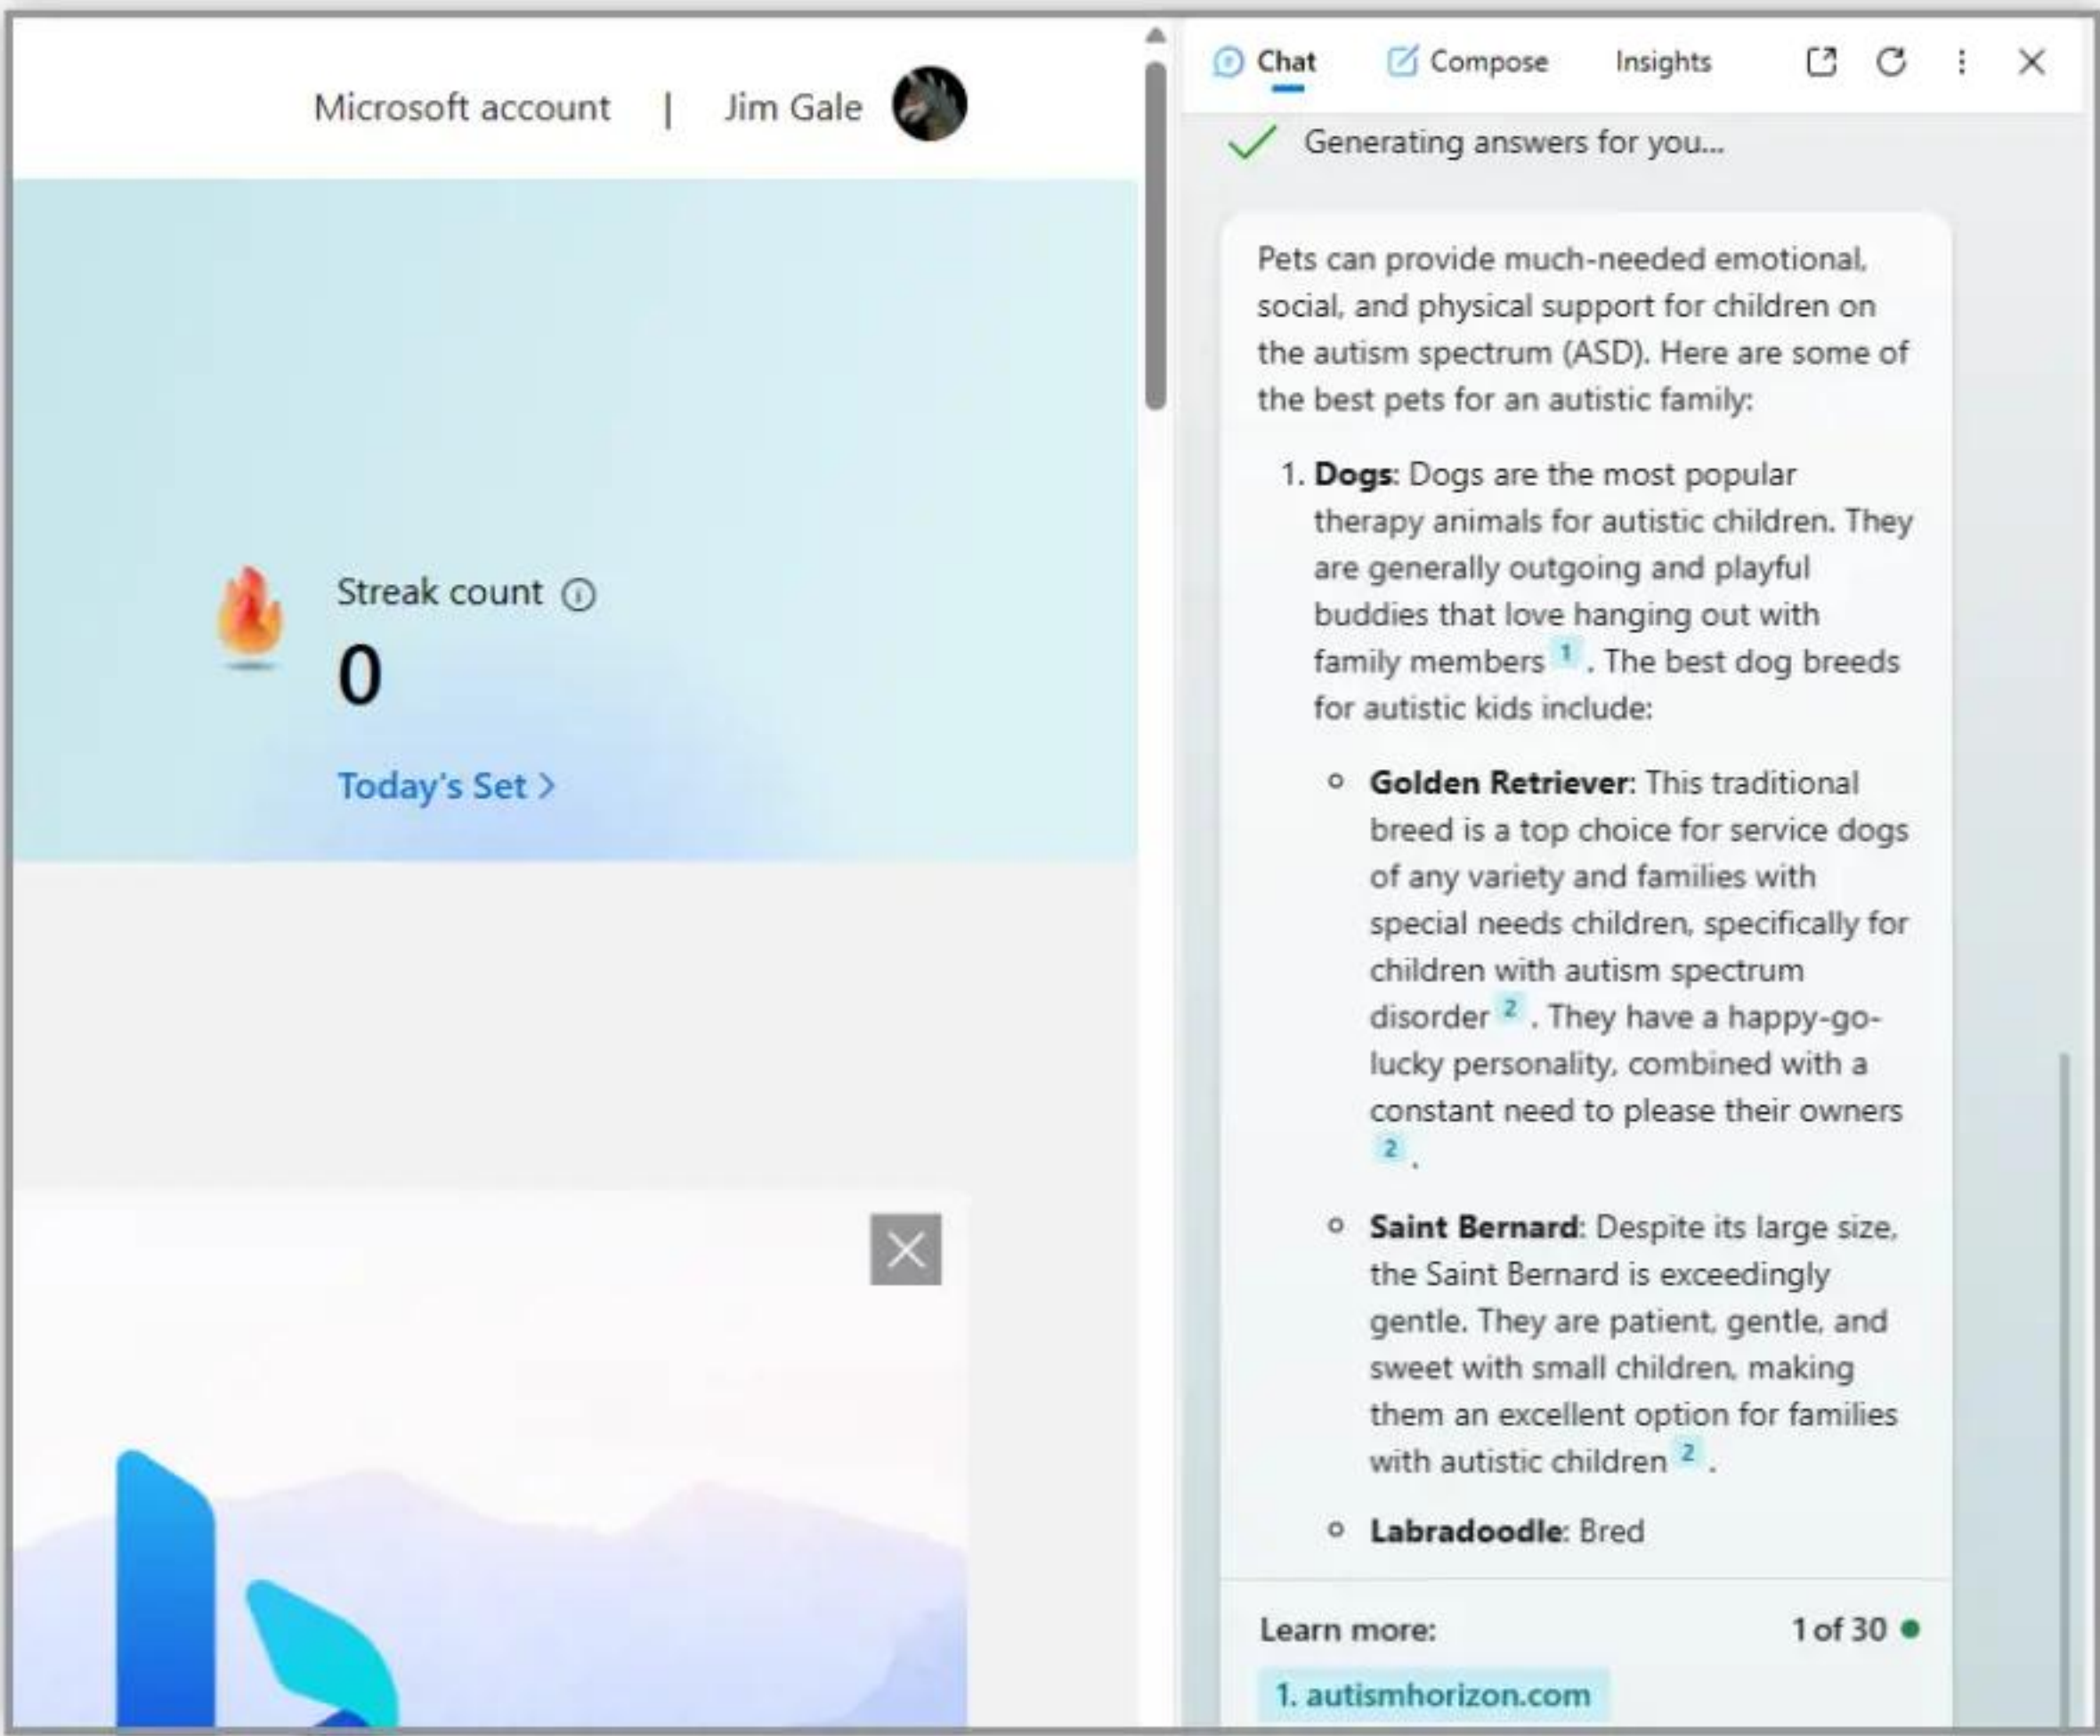 Microsoft account | Jim Gale
Streak count
0
Today's Set >
Chat Compose Insights
Generating answers for you...
Pets can provide much-needed emotional,
social, and physical support for children on
the autism spectrum (ASD). Here are some of
the best pets for an autistic family:
1. Dogs: Dogs are the most popular
therapy animals for autistic children. They
are generally outgoing and playful
buddies that love hanging out with
family members 1 . The best dog breeds
for autistic kids include:
Golden Retriever: This traditional
breed is a top choice for service dogs
of any variety and families with
special needs children, specifically for
children with autism spectrum
disorder 2 . They have a happy-go-
lucky personality, combined with a
constant need to please their owners
2 .
Saint Bernard: Despite its large size,
the Saint Bernard is exceedingly
gentle. They are patient, gentle, and
sweet with small children, making
them an excellent option for families
with autistic children 2 .
Labradoodle: Bred
Learn more: 1 of 30
1. autismhorizon.com